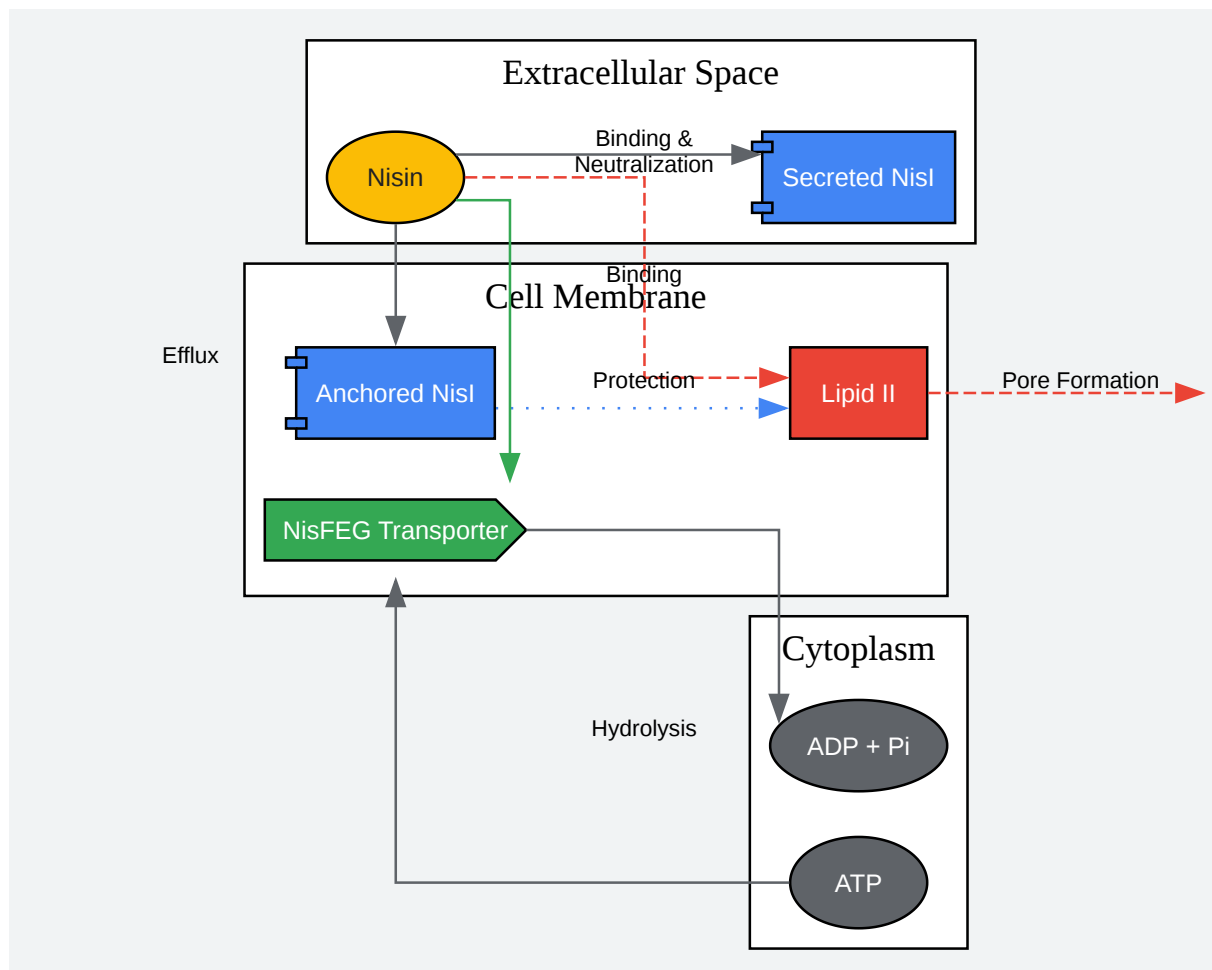 Extracellular Space
Binding &
Neutralization
Nisin
Secreted NisI
Binding
Cell Membrane
Efflux
Protection
Pore Formation
Anchored NisI
Lipid II
NisFEG Transporter
Cytoplasm
Hydrolysis
ADP + Pi
ATP